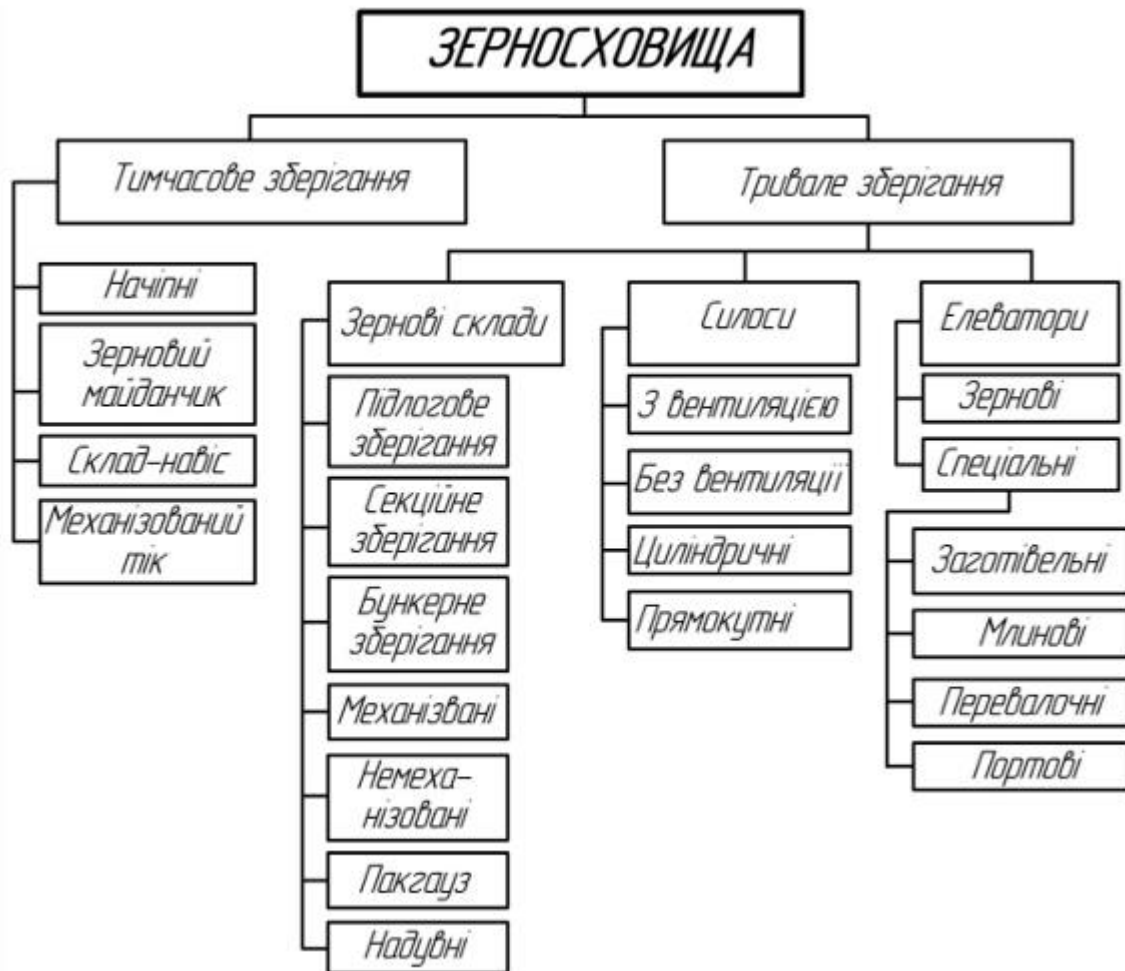 ЗЕРНОСХОВИЩА
Тимчасове зберігання
Тривале зберігання
Начіпні
Зерновий
майданчик
Склад-навіс
Механізований
тік
Зернові склади
Підлогове
зберігання
Секційне
зберігання
Бункерне
зберігання
Механізвані
Немеха-
нізовані
Пакгауз
Надувні
Силоси
З вентиляцією
Без вентиляції
Циліндричні
Прямокутні
Елеватори
Зернові
Спеціальні
Заготівельні
Млинові
Перевалочні
Портові